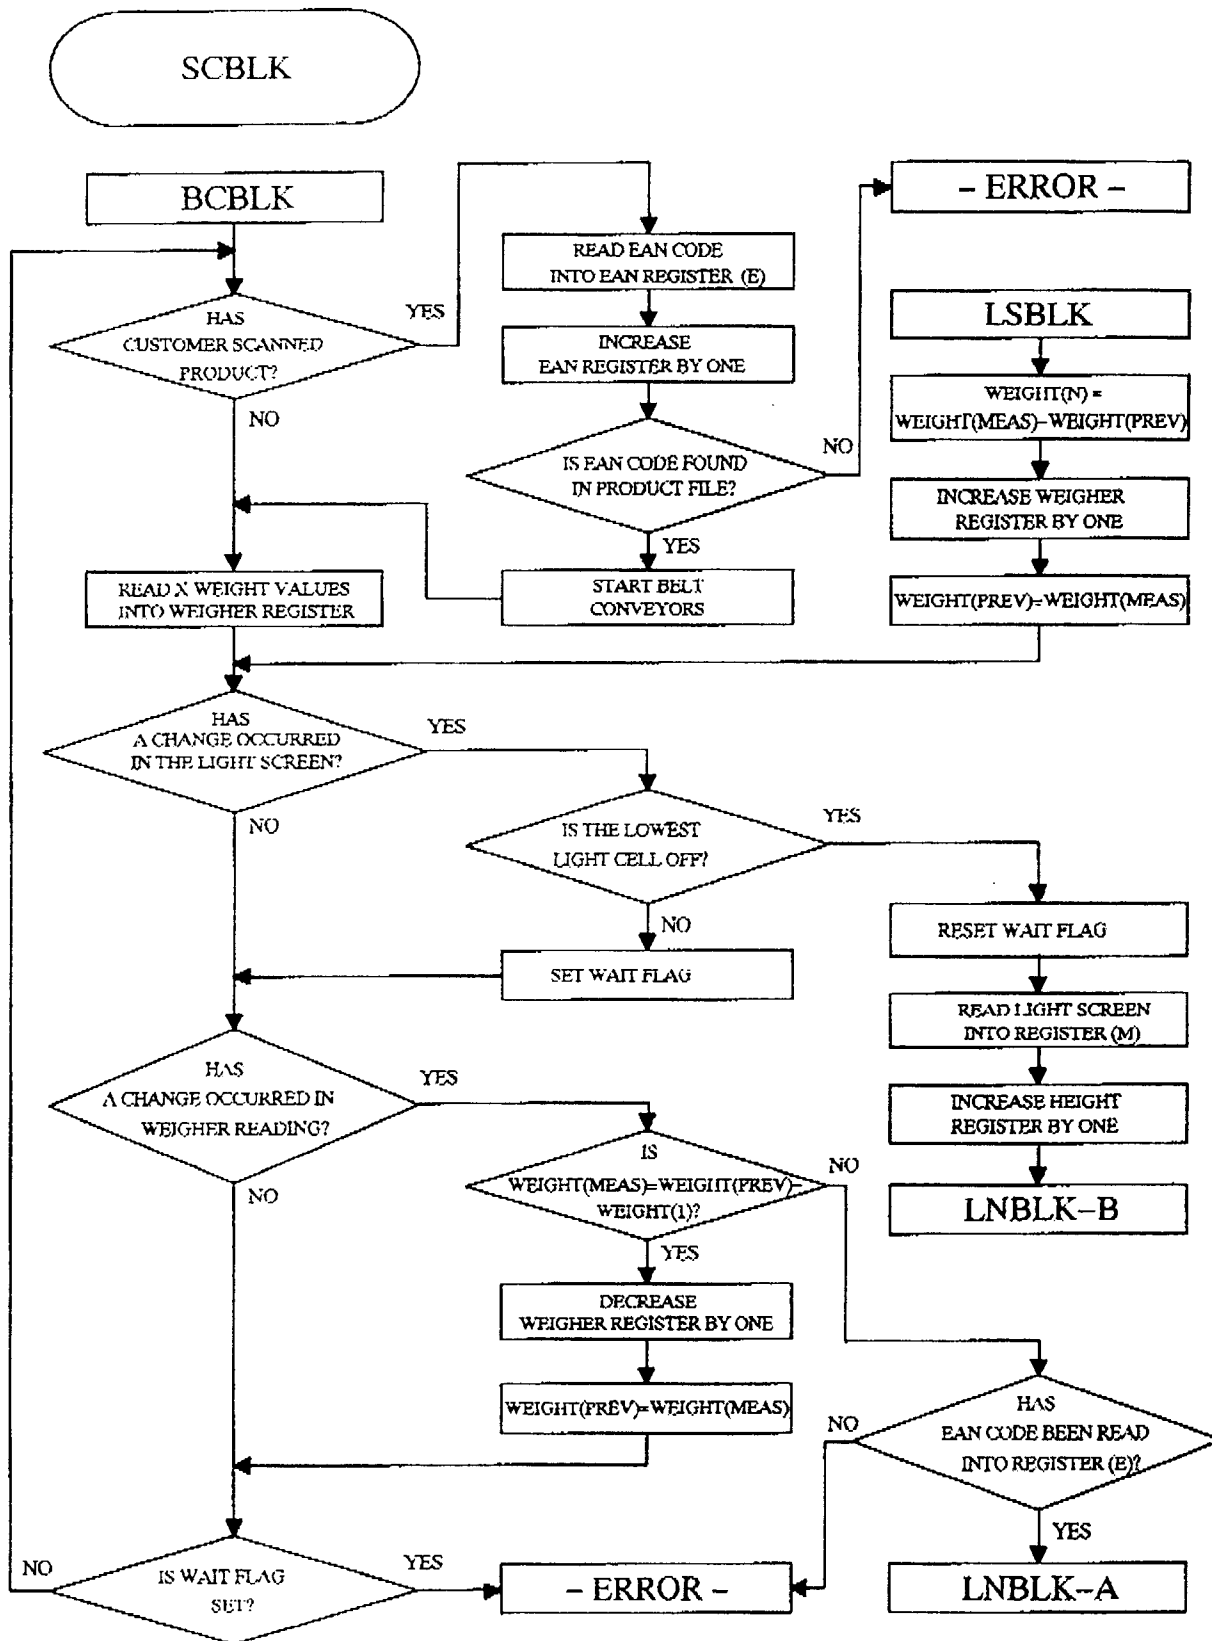 SCBLK
BCBLK
HAS
CUSTOMER SCANNED
PRODUCT?
YES
NO
READ EAN CODE
INTO EAN REGISTER (E)
INCREASE
EAN REGISTER BY ONE
IS EAN CODE FOUND
IN PRODUCT FILE?
NO
YES
START BELT
CONVEYORS
– ERROR –
LSBLK
WEIGHT(N) =
WEIGHT(MEAS)–WEIGHT(PREV)
INCREASE WEIGHER
REGISTER BY ONE
WEIGHT(PREV)=WEIGHT(MEAS)
READ X WEIGHT VALUES
INTO WEIGHER REGISTER
HAS
A CHANGE OCCURRED
IN THE LIGHT SCREEN?
YES
NO
IS THE LOWEST
LIGHT CELL OFF?
YES
NO
SET WAIT FLAG
RESET WAIT FLAG
READ LIGHT SCREEN
INTO REGISTER (M)
INCREASE HEIGHT
REGISTER BY ONE
LNBLK–B
HAS
A CHANGE OCCURRED IN
WEIGHER READING?
YES
NO
IS
WEIGHT(MEAS)=WEIGHT(PREV)–
WEIGHT(1)?
NO
YES
DECREASE
WEIGHER REGISTER BY ONE
WEIGHT(PREV)=WEIGHT(MEAS)
HAS
EAN CODE BEEN READ
INTO REGISTER (E)?
NO
YES
LNBLK–A
IS WAIT FLAG
SET?
NO
YES
– ERROR –